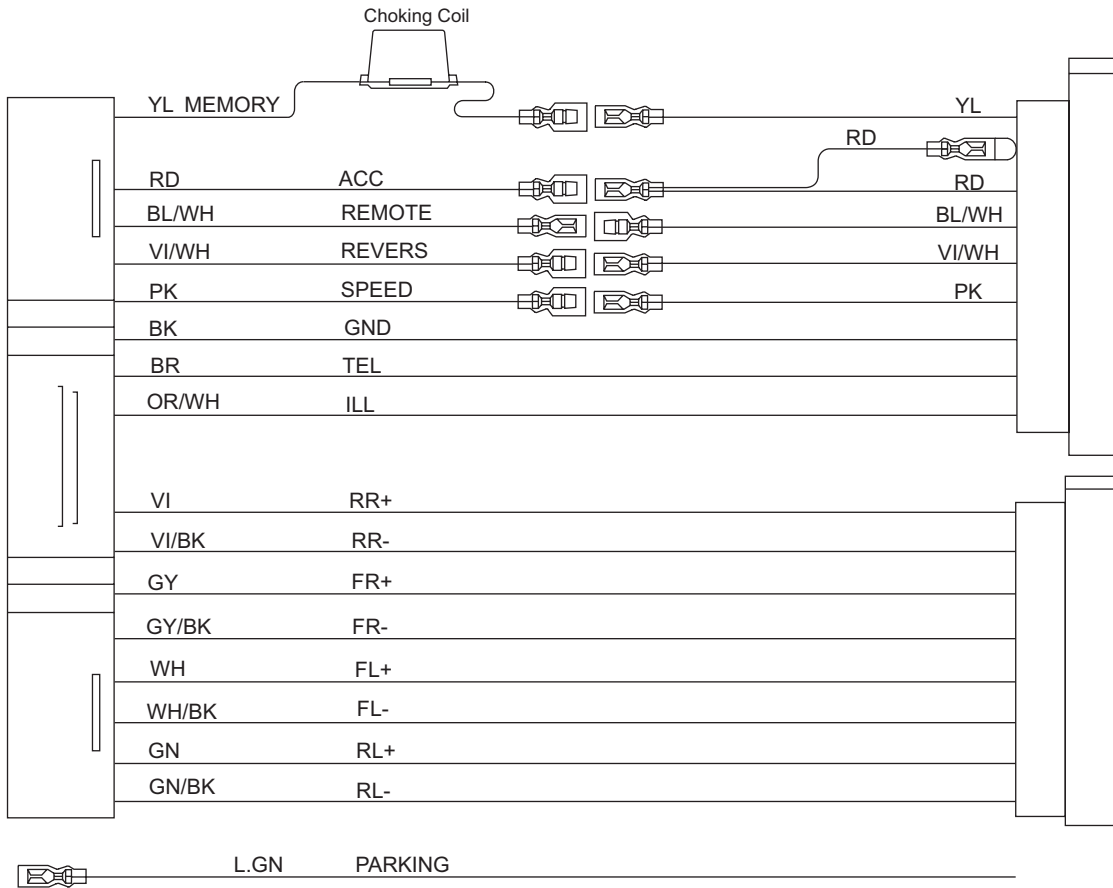 Choking Coil
YL MEMORY YL
RD
RD ACC RD
BL/WH REMOTE BL/WH
VI/WH REVERS VI/WH
PK SPEED PK
BK GND
BR TEL
OR/WH ILL
VI RR+
VI/BK RR-
GY FR+
GY/BK FR-
WH FL+
WH/BK FL-
GN RL+
GN/BK RL-
L.GN PARKING